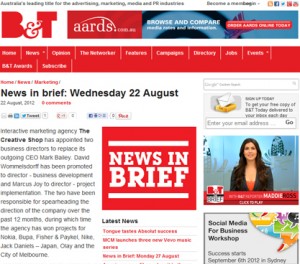 Australia's leading title for the advertising, marketing, media and PR industries
B&T
aards.com.au
BROWSE AND COMPARE
MEDIA RATES AND INFORMATION
ORDER AARDS ONLINE TODAY
Home News Opinion The Networker Features Campaigns Directory Jobs Events
B&T Awards Subscribe
Home / News / Marketing /
News in brief: Wednesday 22 August
22 August, 2012 0 comments
Interactive marketing agency The
Creative Shop has appointed two
business directors to replace the
outgoing CEO Mark Bailey. David
Wommelsdorff has been promoted
to director - business development
and Marcus Joy to director - project
implementation. The two have been
responsible for spearheading the
direction of the company over the
past 12 months, during which time
the agency has won projects for
Nokia, Bupa, Fisher & Paykel, Nike,
Jack Daniels – Japan, Olay and the
City of Melbourne.
NEWS IN
BRIEF
Latest News
Tongue tastes Absolut success
WCM launches three new Vevo music
series
News in Brief: Monday 27 August
SIGN UP TODAY
To get your free copy of
B&T Today delivered to
your inbox each day
Enter your email address ...
GO
CLICK TO PLAY
Social Media
For Business
Workshop
Success starts
September 6th 2012 in Sydney